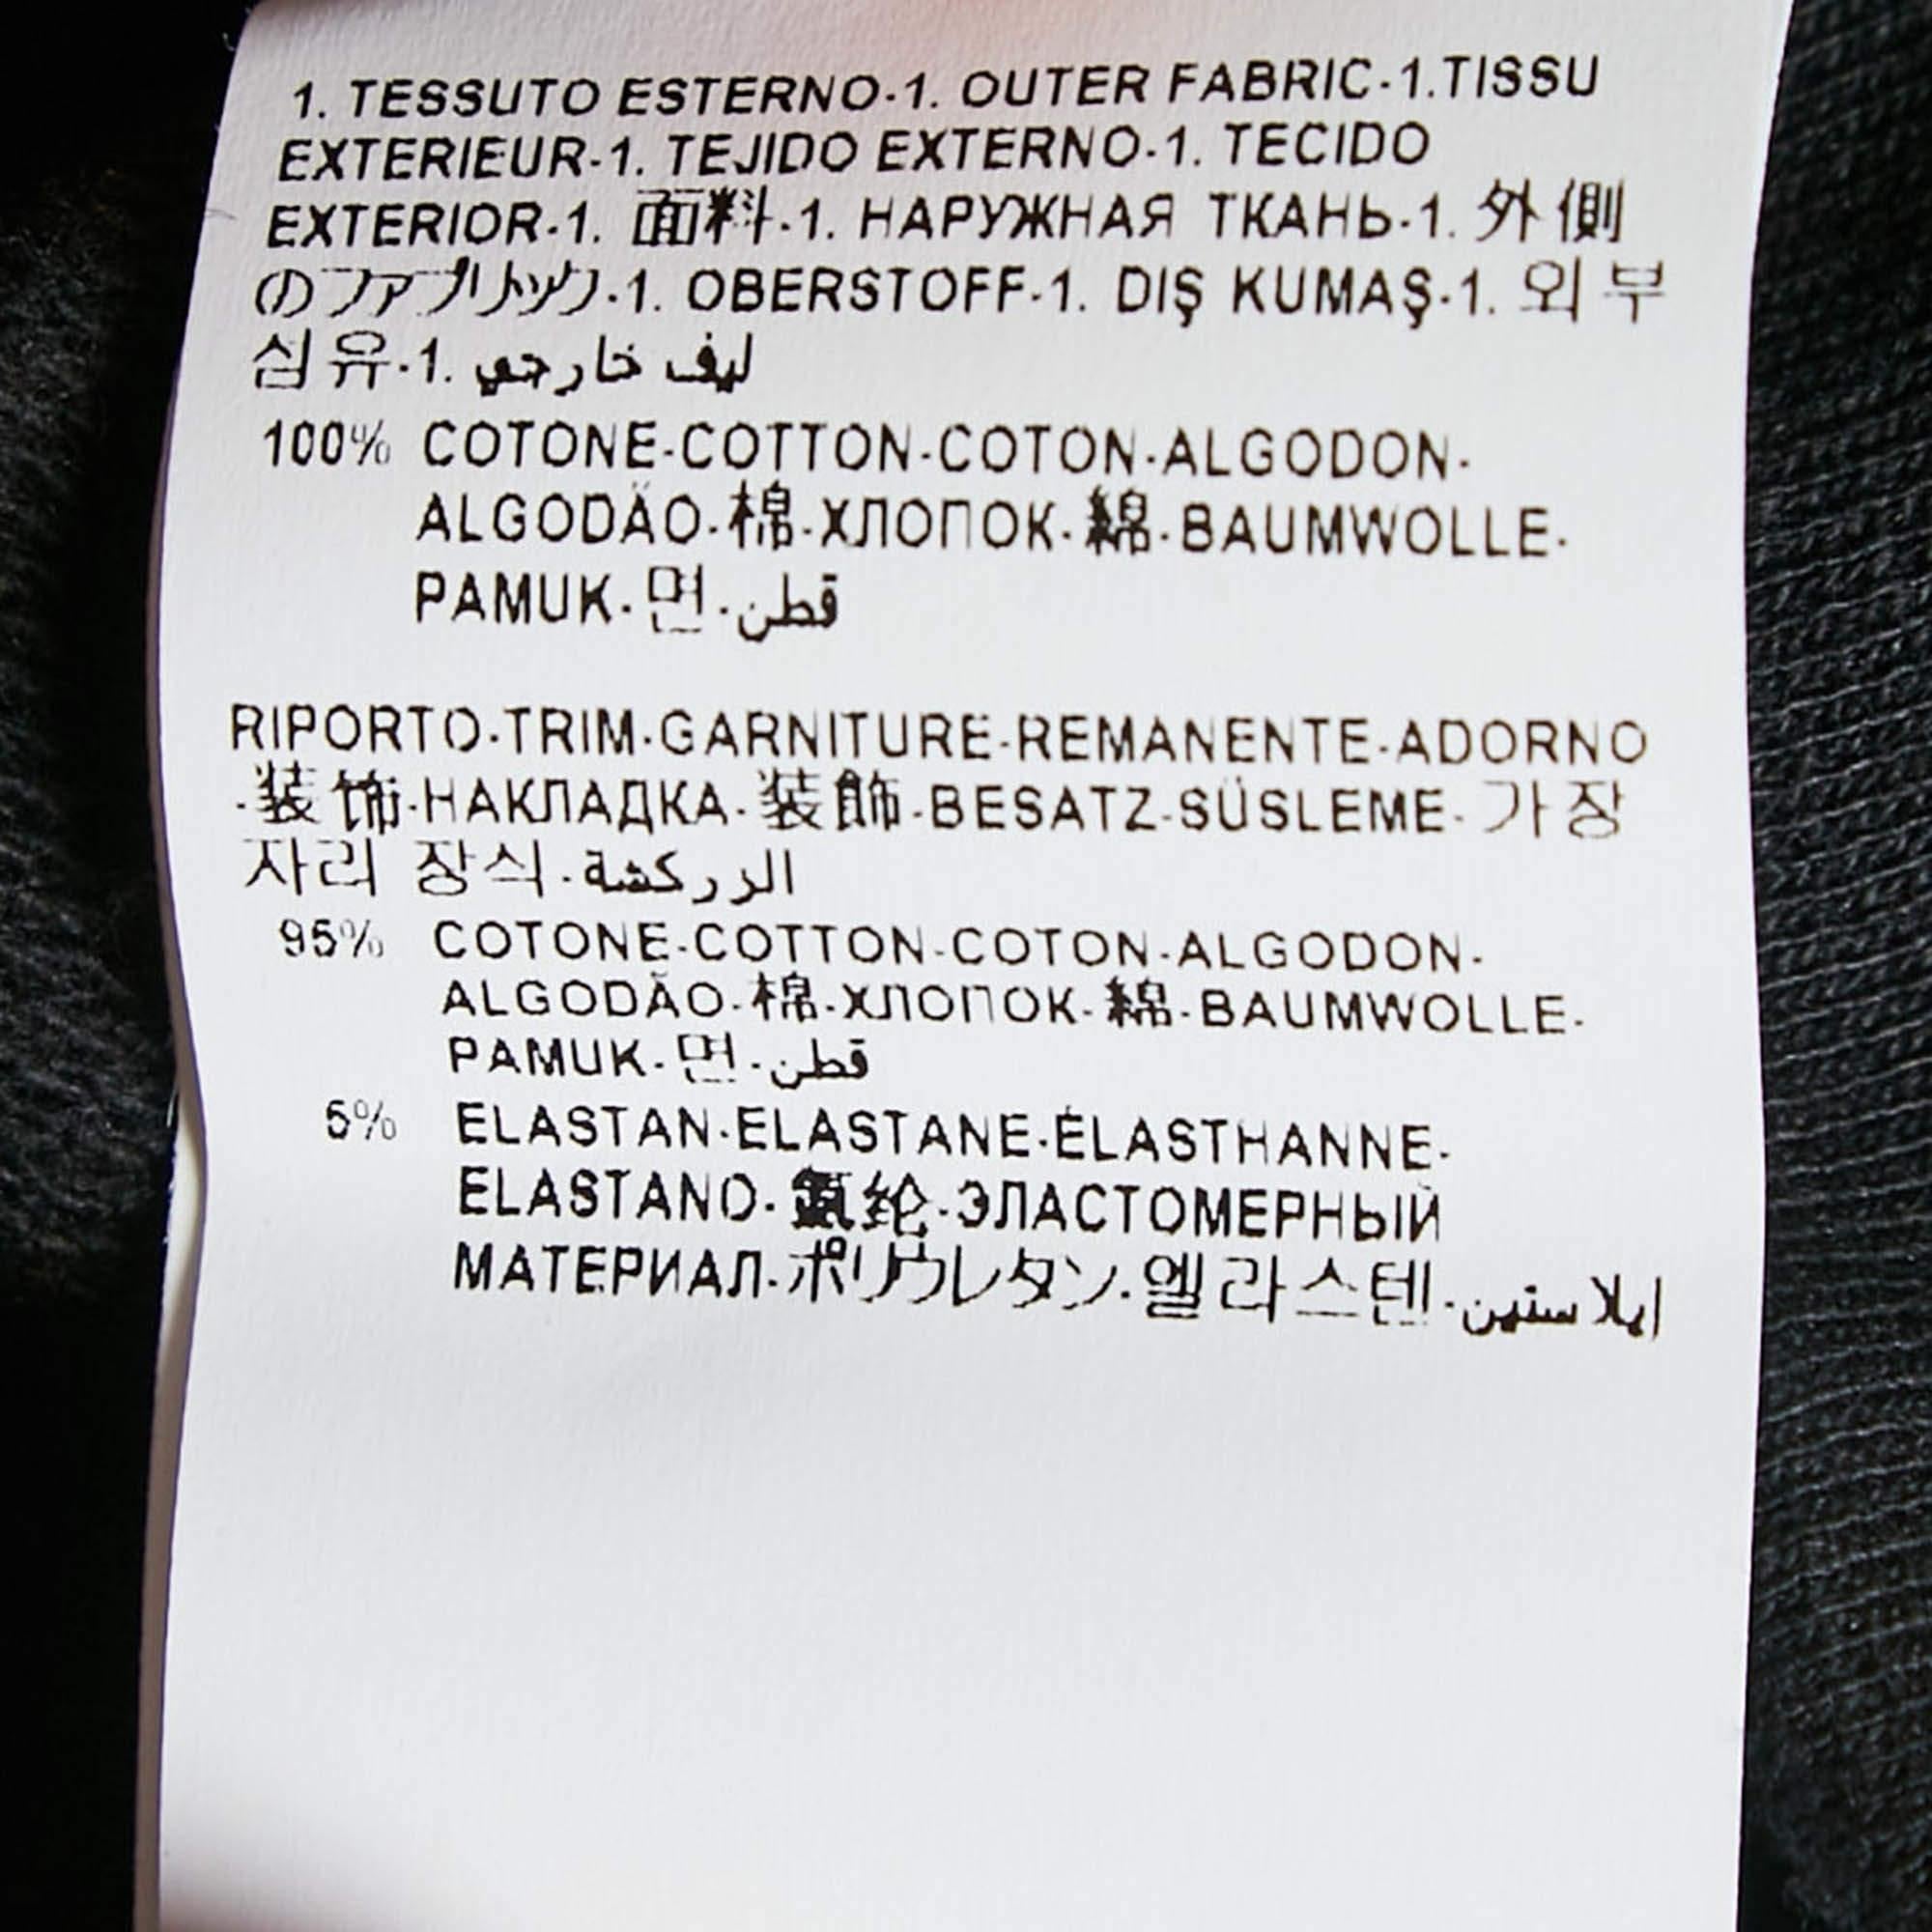 1. TESSUTO ESTERNO-1. OUTER FABRIC-1.TISSU
EXTERIEUR-1. TEJIDO EXTERNO-1. TECIDO
EXTERIOR-1. 面料-1. НАРУЖНАЯ ТКАНЬ-1. 外側
のファブリック-1. OBERSTOFF-1. DIŞ KUMAŞ-1. 외부
섬유-1. ليف خارجي
100% COTONE-COTTON-COTON-ALGODON-
ALGODÃO-棉-ХЛОПОК-綿-BAUMWOLLE-
PAMUK-면-قطن
RIPORTO-TRIM-GARNITURE-REMANENTE-ADORNO
-装饰-НАКЛАДКА-装飾-BESATZ-SÜSLEME-가장
자리 장식-الزركشة
95% COTONE-COTTON-COTON-ALGODON-
ALGODÃO-棉-ХЛОПОК-綿-BAUMWOLLE-
PAMUK-면-قطن
5% ELASTAN-ELASTANE-ÉLASTHANNE-
ELASTANO-氨纶-ЭЛАСТОМЕРНЫЙ
МАТЕРИАЛ-ポリウレタン-엘라스텐-ايلاستين